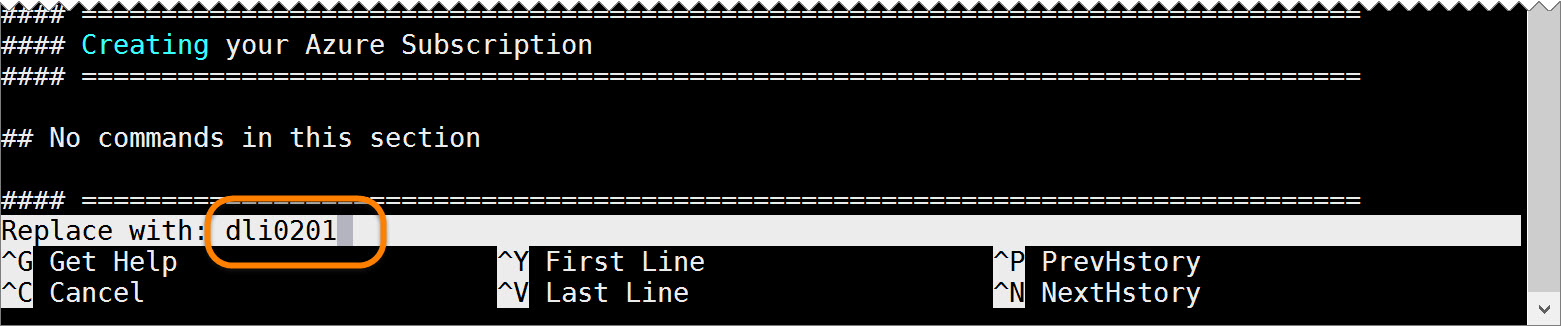 #### ================================================================================
#### Creating your Azure Subscription
#### ================================================================================
## No commands in this section
#### ================================================================================
Replace with: dli0201
^G Get Help ^Y First Line ^P PrevHstory
^C Cancel ^V Last Line ^N NextHstory